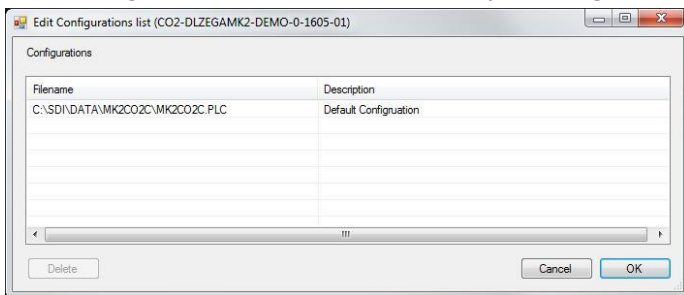 Edit Configurations list (CO2-DLZEGAMK2-DEMO-0-1605-01)
Configurations
Filename Description
C:\SDI\DATA\MK2CO2C\MK2CO2C.PLC Default Configruation
Delete Cancel OK